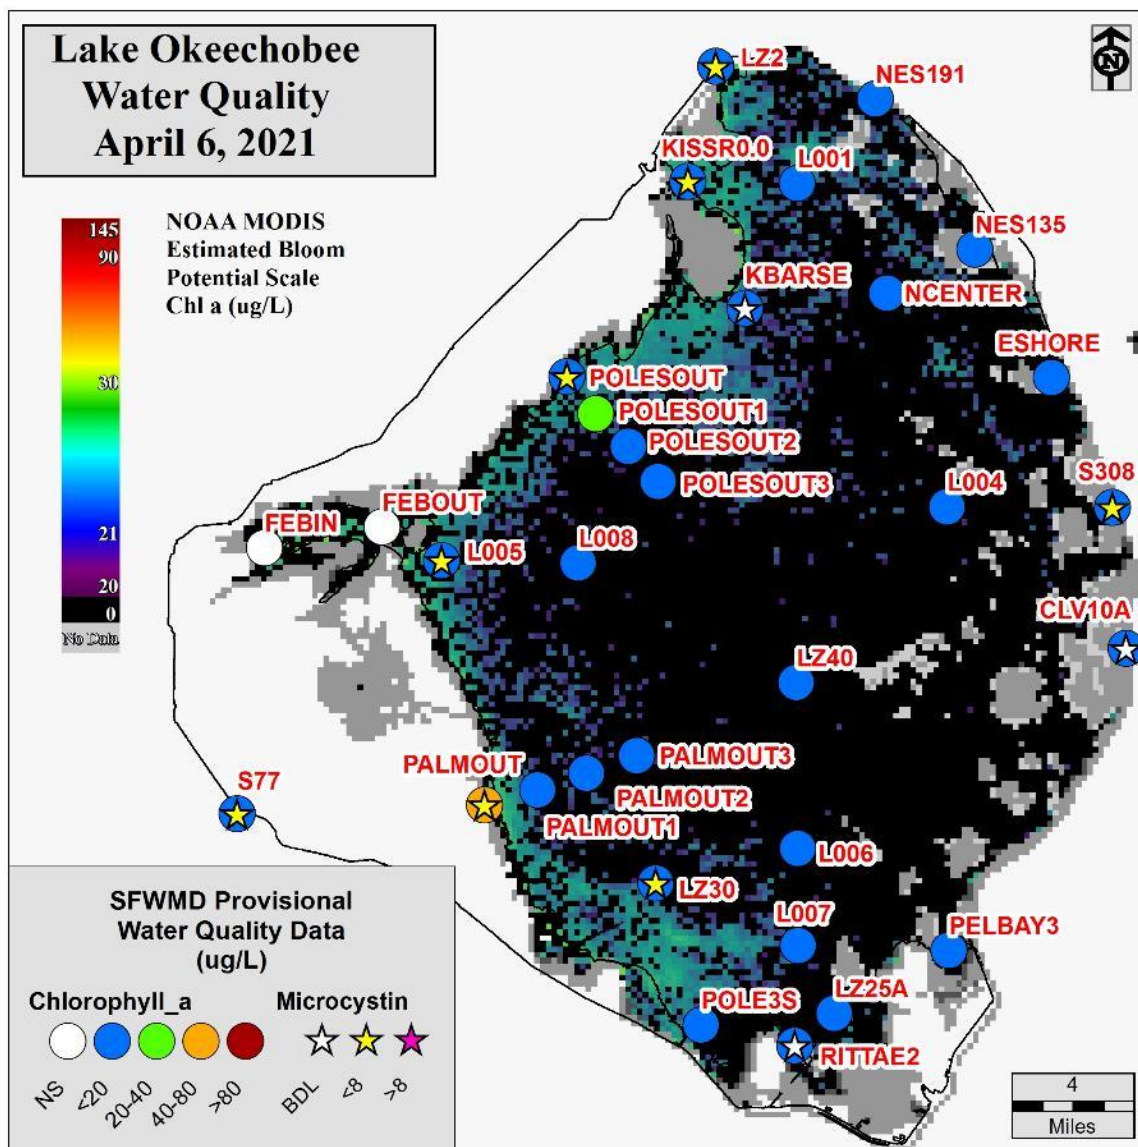 Lake Okeechobee
Water Quality
April 6, 2021
N
NOAA MODIS
Estimated Bloom
Potential Scale
Chl a (ug/L)
145
90
30
21
20
0
No Data
LZ2
NES191
KISSR0.0
L001
NES135
KBARSE
NCENTER
ESHORE
POLESOUT
POLESOUT1
POLESOUT2
POLESOUT3
L004
S308
FEBIN
FEBOUT
L005
L008
CLV10A
LZ40
PALMOUT
PALMOUT3
S77
PALMOUT2
PALMOUT1
L006
LZ30
L007
PELBAY3
POLE3S
LZ25A
RITTAE2
SFWMD Provisional
Water Quality Data
(ug/L)
Chlorophyll_a Microcystin
NS <20 20-40 40-80 >80 BDL <8 >8
4
Miles